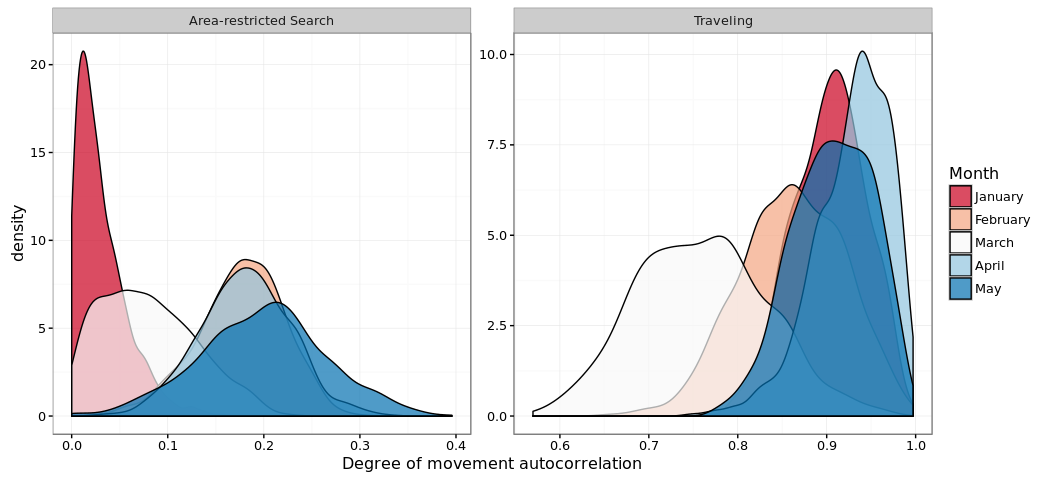 Area-restricted Search
Traveling
20
15
10
5
0
10.0
7.5
5.0
2.5
0.0
density
0.0 0.1 0.2 0.3 0.4
0.6 0.7 0.8 0.9 1.0
Degree of movement autocorrelation
Month
January
February
March
April
May